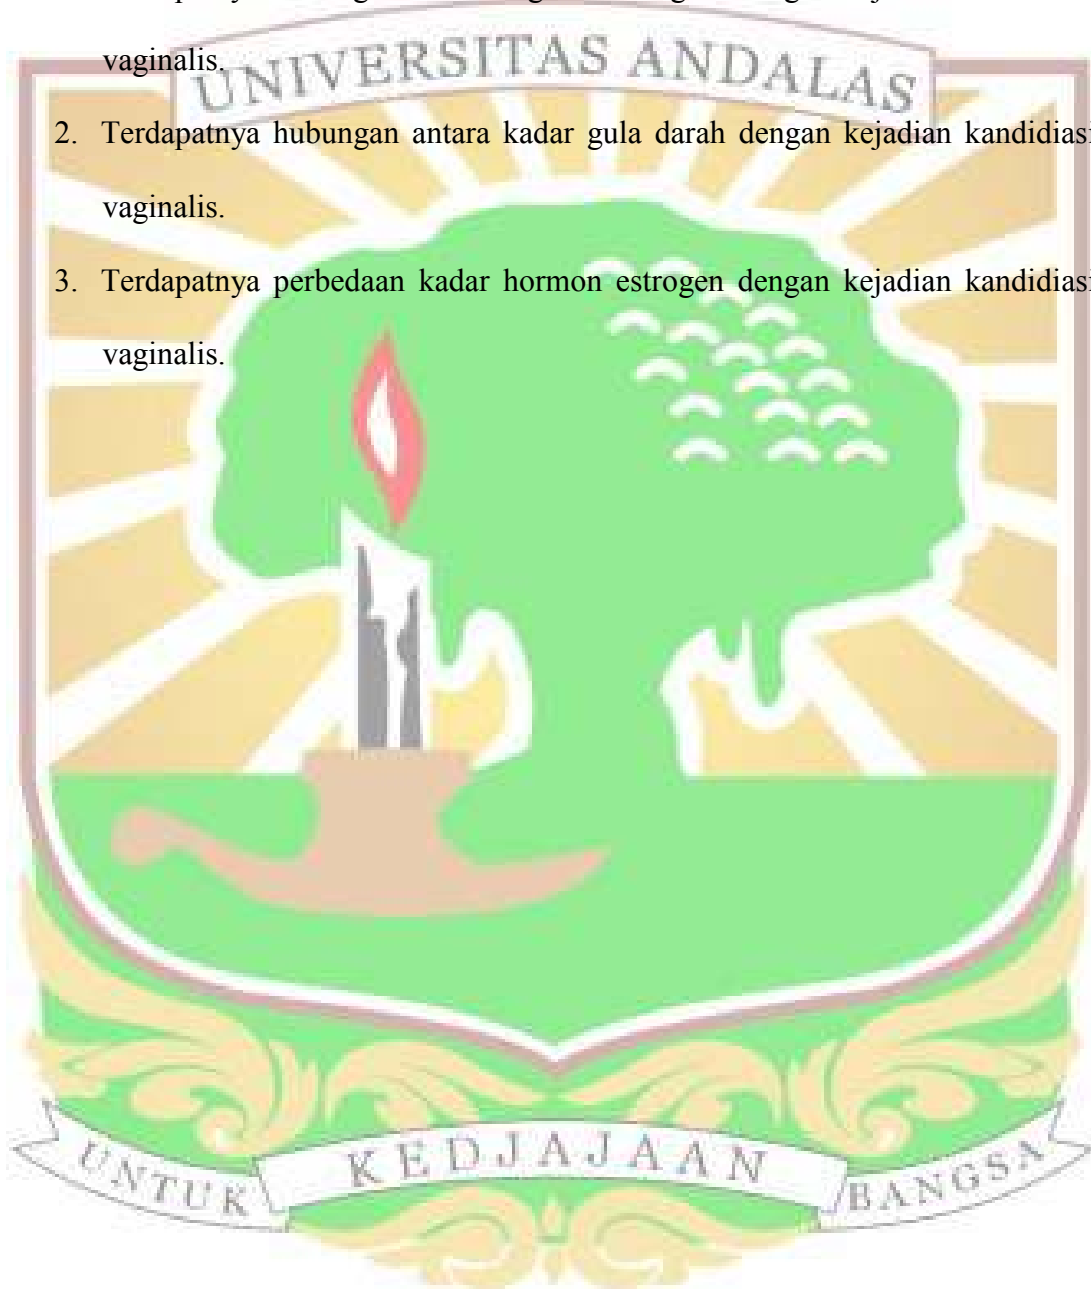 vaginalis.
UNIVERSITAS ANDALAS
2. Terdapatnya hubungan antara kadar gula darah dengan kejadian kandidiasi
vaginalis.
3. Terdapatnya perbedaan kadar hormon estrogen dengan kejadian kandidiasi
vaginalis.
UNTUK KEDJAJAAN BANGSA